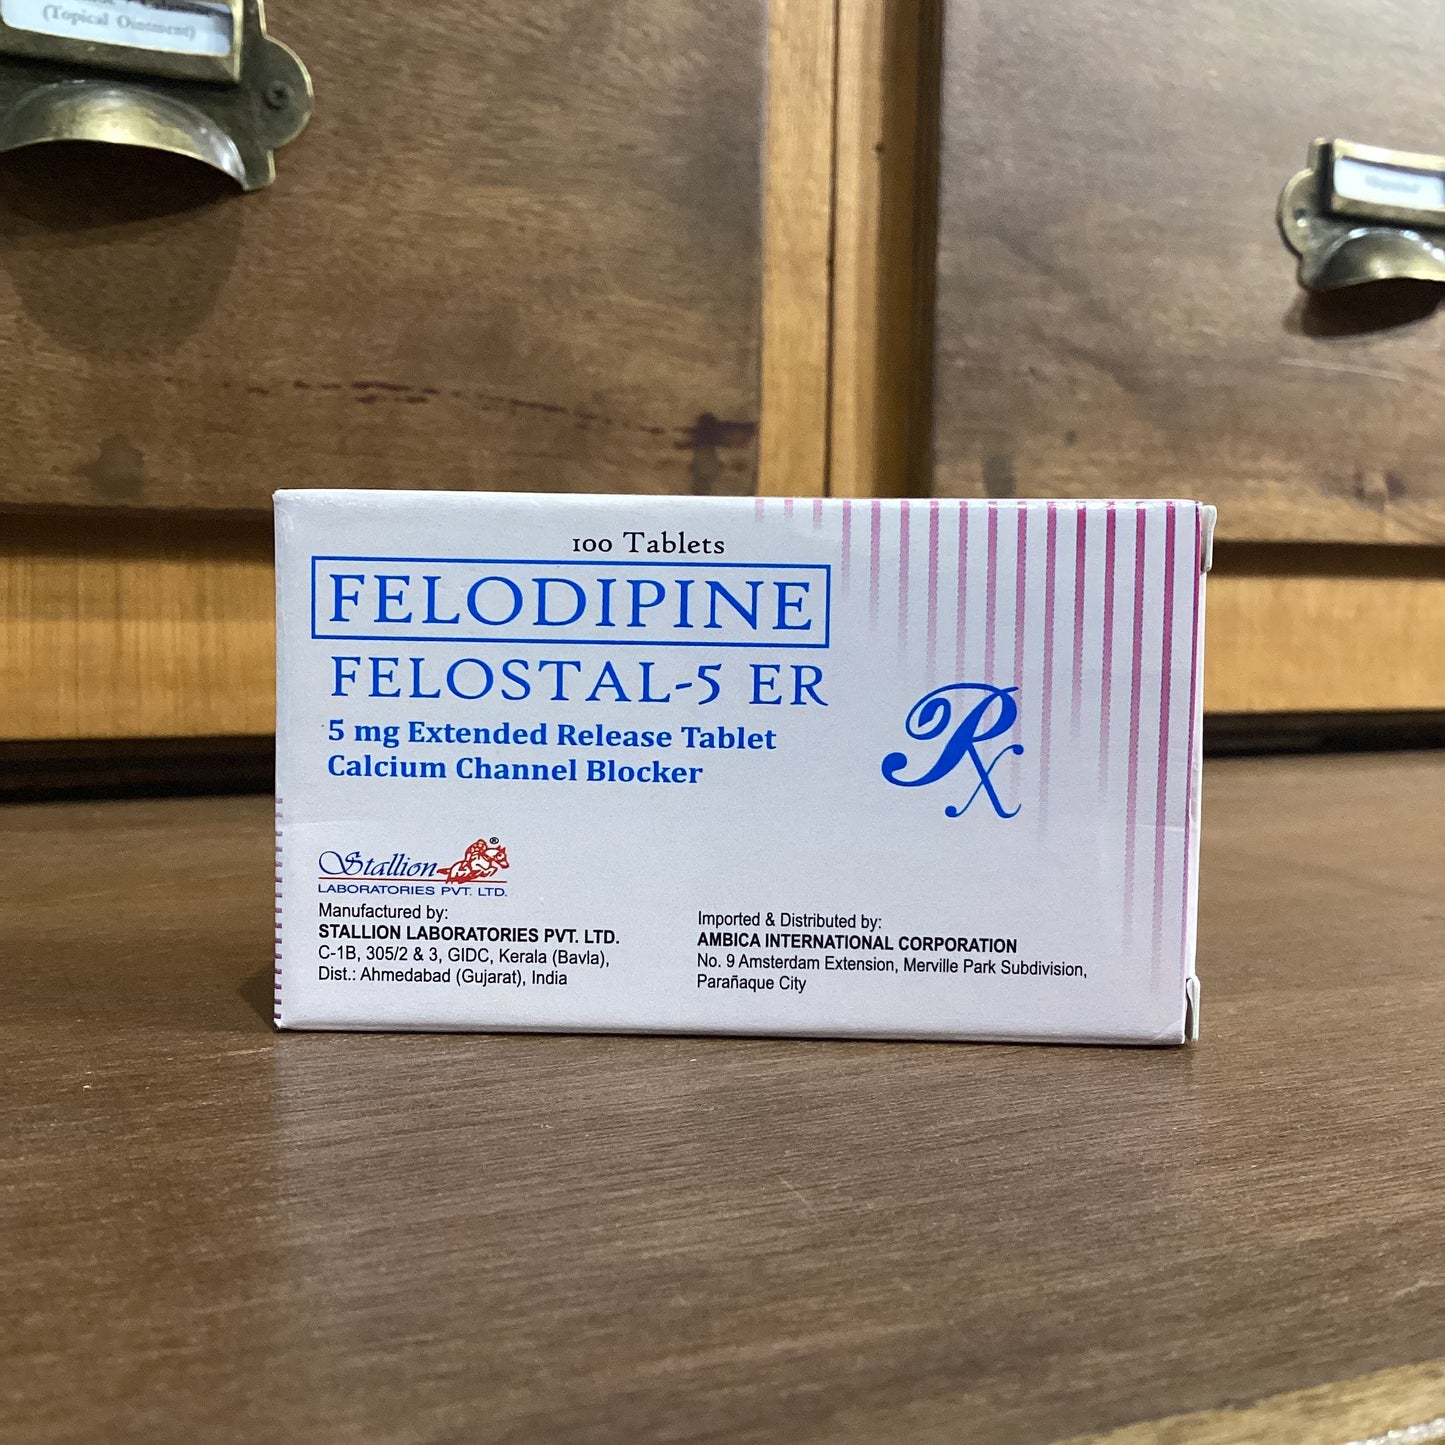 (Topical Ointment)
100 Tablets
FELODIPINE
FELOSTAL-5 ER
5 mg Extended Release Tablet
Calcium Channel Blocker
Rx
Stallion ®
LABORATORIES PVT. LTD.
Manufactured by:
STALLION LABORATORIES PVT. LTD.
C-1B, 305/2 & 3, GIDC, Kerala (Bavla),
Dist.: Ahmedabad (Gujarat), India
Imported & Distributed by:
AMBICA INTERNATIONAL CORPORATION
No. 9 Amsterdam Extension, Merville Park Subdivision,
Parañaque City